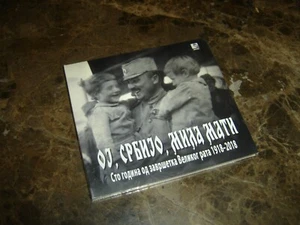 ОЈ, СРБИЈО, МИЛА МАТИ
Сто година од завршетка Великог рата 1918-2018